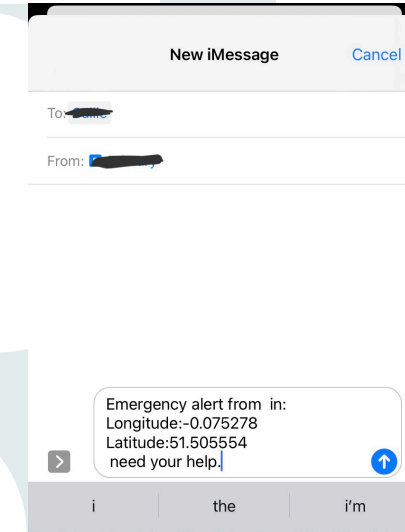 New iMessage Cancel
To:
From:
Emergency alert from  in:
Longitude:-0.075278
Latitude:51.505554
 need your help.
i the i'm